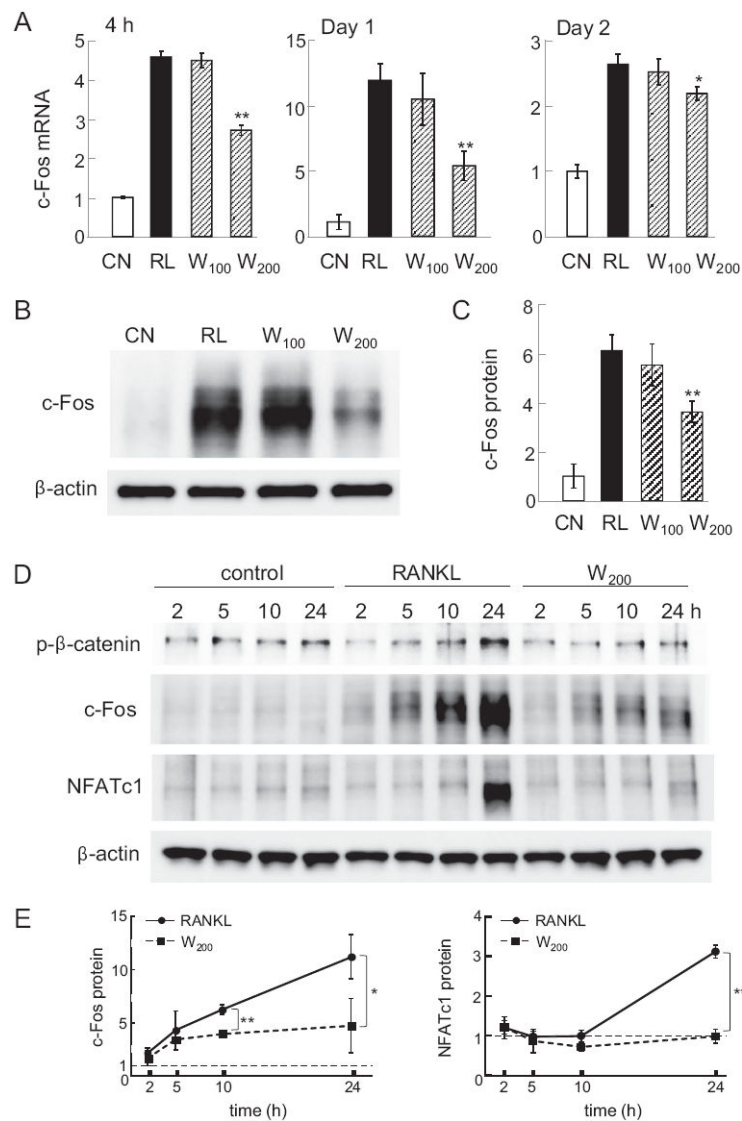 A
4 h
Day 1
Day 2
c-Fos mRNA
5
4
3
2
1
0
15
10
5
0
3
2
1
0
CN RL W₁₀₀ W₂₀₀
CN RL W₁₀₀ W₂₀₀
CN RL W₁₀₀ W₂₀₀
**
**
*
B
CN RL W₁₀₀ W₂₀₀
c-Fos
β-actin
C
c-Fos protein
8
6
4
2
0
**
CN RL W₁₀₀ W₂₀₀
D
control RANKL W₂₀₀
2 5 10 24 2 5 10 24 2 5 10 24 h
p-β-catenin
c-Fos
NFATc1
β-actin
E
c-Fos protein
15
10
5
1
0
RANKL
W₂₀₀
**
*
2 5 10 24
time (h)
NFATc1 protein
4
3
2
1
0
RANKL
W₂₀₀
**
2 5 10 24
time (h)